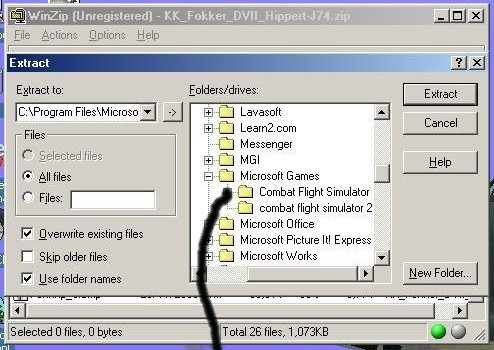 WinZip (Unregistered) - KK_Fokker_DVII_Hippert-J74.zip
File Actions Options Help
Extract
Extract to:
C:\Program Files\Microso
Folders/drives:
Lavasoft
Learn2.com
Messenger
MGI
Microsoft Games
Combat Flight Simulator
combat flight simulator 2
Microsoft Office
Microsoft Picture It! Express
Microsoft Works
Files
Selected files
All files
Files:
Overwrite existing files
Skip older files
Use folder names
Extract
Cancel
Help
New Folder...
Selected 0 files, 0 bytes
Total 26 files, 1,073KB